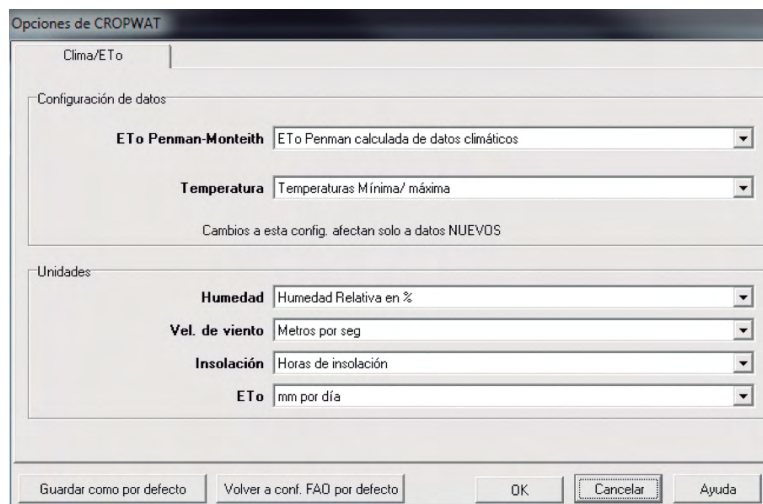 Opciones de CROPWAT
Clima/ETo
Configuración de datos
ETo Penman-Monteith ETo Penman calculada de datos climáticos
Temperatura Temperaturas Mínima/ máxima
Cambios a esta config. afectan solo a datos NUEVOS
Unidades
Humedad Humedad Relativa en %
Vel. de viento Metros por seg
Insolación Horas de insolación
ETo mm por día
Guardar como por defecto Volver a conf. FAO por defecto OK Cancelar Ayuda